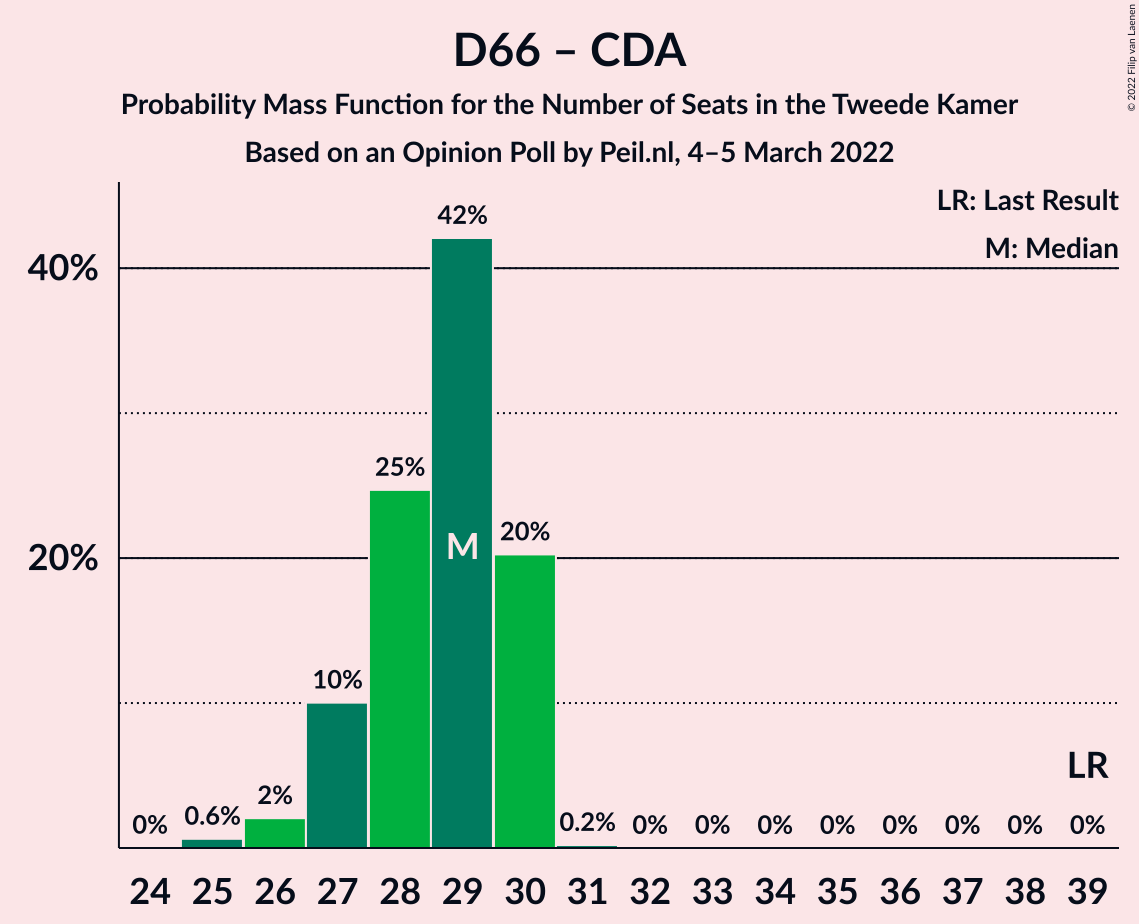 D66 – CDA
Probability Mass Function for the Number of Seats in the Tweede Kamer
Based on an Opinion Poll by Peil.nl, 4–5 March 2022
© 2022 Filip van Laenen
LR: Last Result
M: Median
40%
20%
0%
0.6%
2%
10%
25%
42%
M
20%
0.2%
0%
0%
0%
0%
0%
0%
0%
0%
LR
24 25 26 27 28 29 30 31 32 33 34 35 36 37 38 39